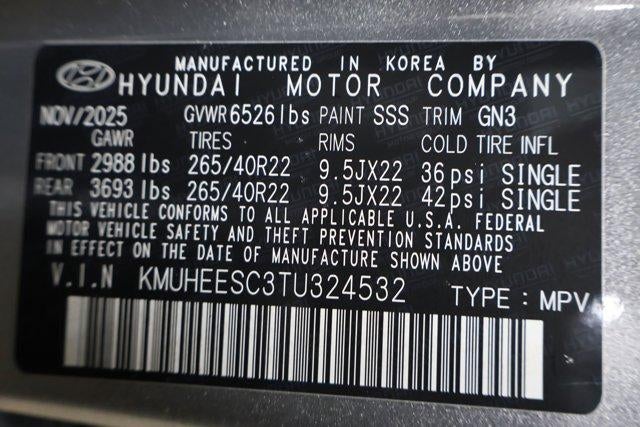 MANUFACTURED IN KOREA BY
HYUNDAI MOTOR COMPANY
NOV/2025 GVWR 6526 lbs PAINT SSS TRIM GN3
GAWR TIRES RIMS COLD TIRE INFL
FRONT 2988 lbs 265/40R22 9.5JX22 36 psi SINGLE
REAR 3693 lbs 265/40R22 9.5JX22 42 psi SINGLE
THIS VEHICLE CONFORMS TO ALL APPLICABLE U.S.A. FEDERAL
MOTOR VEHICLE SAFETY AND THEFT PREVENTION STANDARDS
IN EFFECT ON THE DATE OF MANUFACTURE SHOWN ABOVE
V.I.N KMUHEESC3TU324532 TYPE : MPV